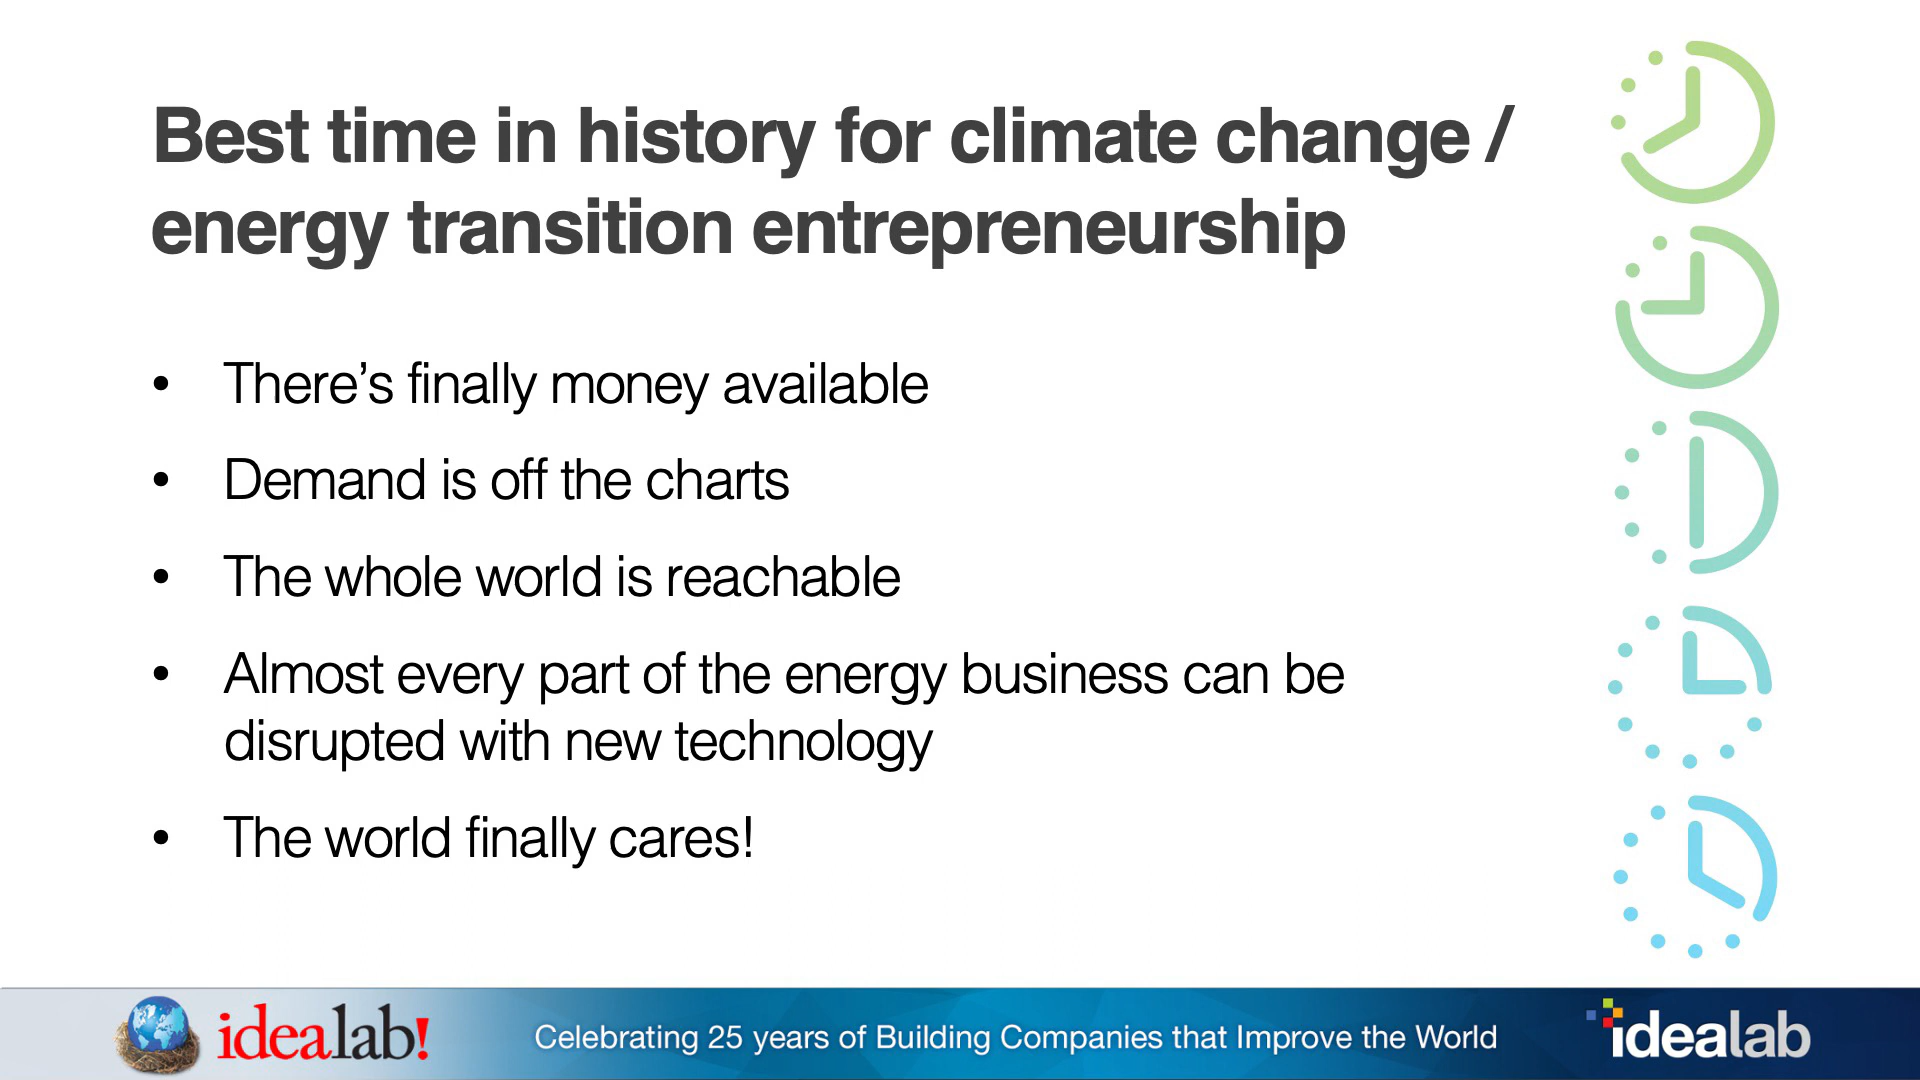 Best time in history for climate change /
energy transition entrepreneurship
• There’s finally money available
• Demand is off the charts
• The whole world is reachable
• Almost every part of the energy business can be
disrupted with new technology
• The world finally cares!
idealab!
Celebrating 25 years of Building Companies that Improve the World
idealab